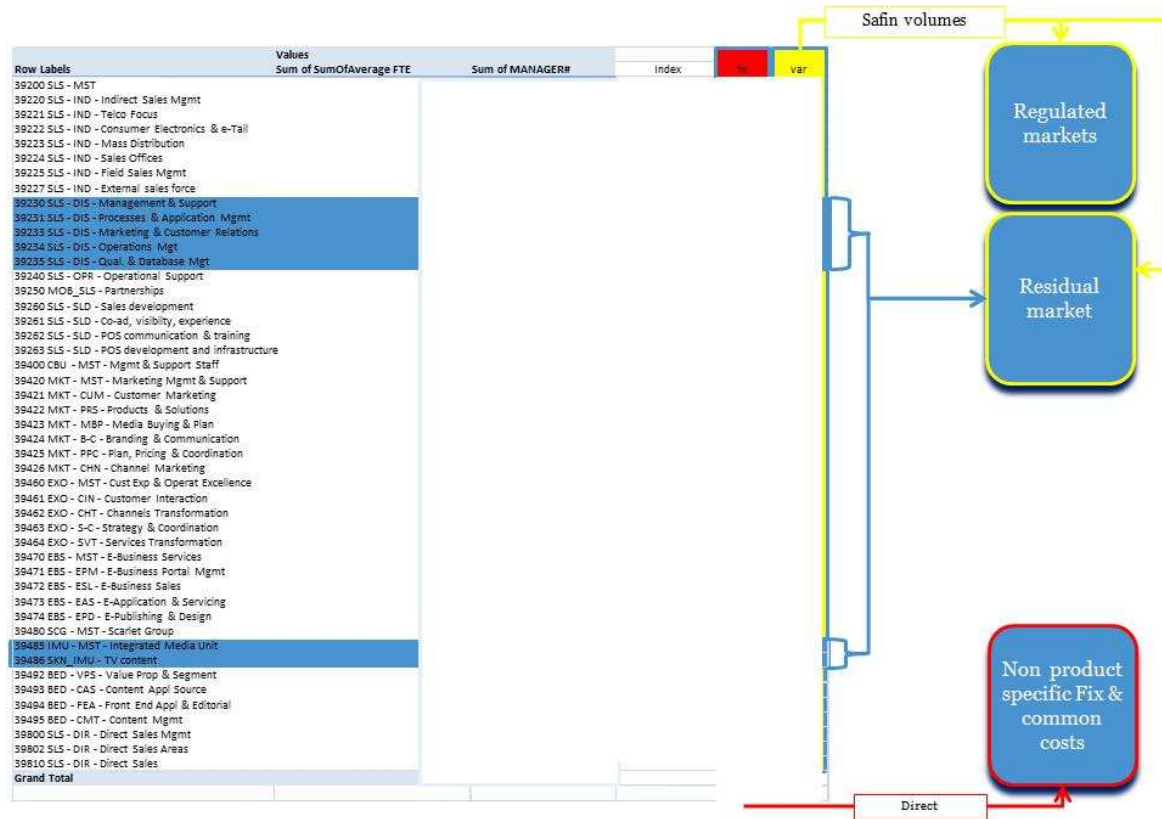 Safin volumes
Values
Row Labels Sum of SumOfAverage FTE Sum of MANAGER# Index fix var
39200 SLS - MST
39220 SLS - IND - Indirect Sales Mgmt
39221 SLS - IND - Telco Focus
39222 SLS - IND - Consumer Electronics & e-Tail
39223 SLS - IND - Mass Distribution
39224 SLS - IND - Sales Offices
39225 SLS - IND - Field Sales Mgmt
39227 SLS - IND - External sales force
39230 SLS - DIS - Management & Support
39231 SLS - DIS - Processes & Application Mgmt
39233 SLS - DIS - Marketing & Customer Relations
39234 SLS - DIS - Operations Mgt
39235 SLS - DIS - Qual. & Database Mgt
39240 SLS - OPR - Operational Support
39250 MOB_SLS - Partnerships
39260 SLS - SLD - Sales development
39261 SLS - SLD - Co-ad, visiblity, experience
39262 SLS - SLD - POS communication & training
39263 SLS - SLD - POS development and infrastructure
39400 CBU - MST - Mgmt & Support Staff
39420 MKT - MST - Marketing Mgmt & Support
39421 MKT - CUM - Customer Marketing
39422 MKT - PRS - Products & Solutions
39423 MKT - MBP - Media Buying & Plan
39424 MKT - B-C - Branding & Communication
39425 MKT - PPC - Plan, Pricing & Coordination
39426 MKT - CHN - Channel Marketing
39460 EXO - MST - Cust Exp & Operat Excellence
39461 EXO - CIN - Customer Interaction
39462 EXO - CHT - Channels Transformation
39463 EXO - S-C - Strategy & Coordination
39464 EXO - SVT - Services Transformation
39470 EBS - MST - E-Business Services
39471 EBS - EPM - E-Business Portal Mgmt
39472 EBS - ESL - E-Business Sales
39473 EBS - EAS - E-Application & Servicing
39474 EBS - EPD - E-Publishing & Design
39480 SCG - MST - Scarlet Group
39485 IMU - MST - Integrated Media Unit
39486 SKN_IMU - TV content
39492 BED - VPS - Value Prop & Segment
39493 BED - CAS - Content Appl Source
39494 BED - FEA - Front End Appl & Editorial
39495 BED - CMT - Content Mgmt
39800 SLS - DIR - Direct Sales Mgmt
39802 SLS - DIR - Direct Sales Areas
39810 SLS - DIR - Direct Sales
Grand Total
Regulated
markets
Residual
market
Non product
specific Fix &
common
costs
Direct